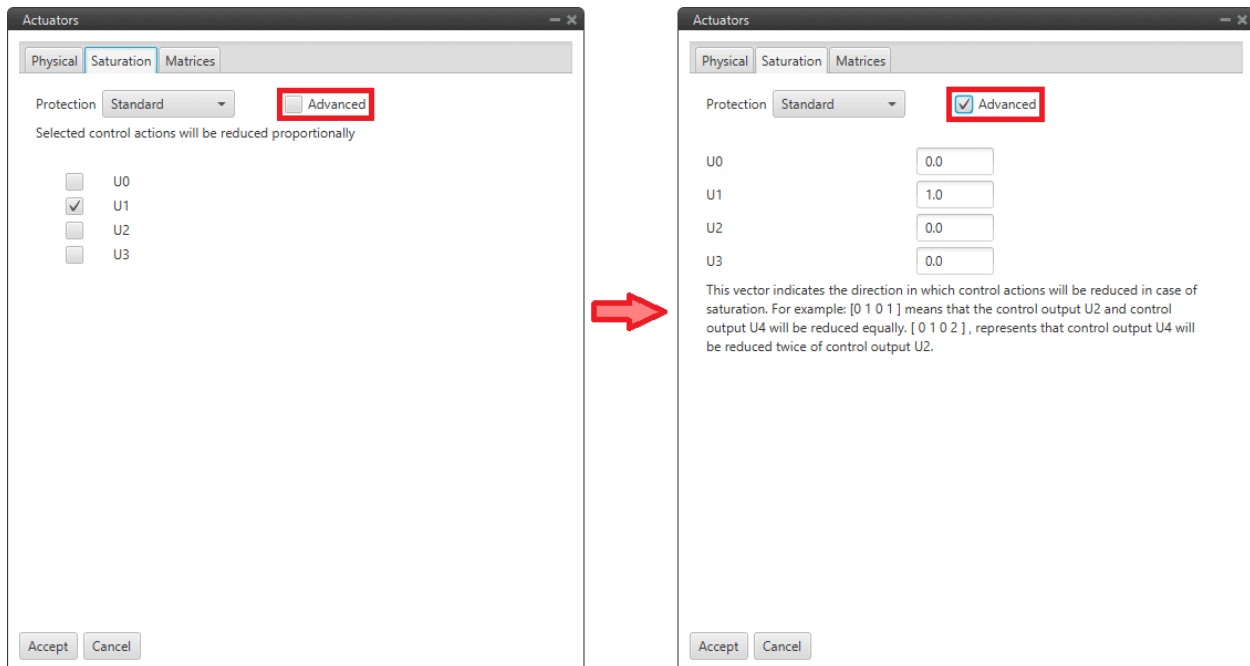 Actuators
Physical Saturation Matrices
Protection Standard Advanced
Selected control actions will be reduced proportionally
U0
U1
U2
U3
Accept Cancel
Actuators
Physical Saturation Matrices
Protection Standard Advanced
U0 0.0
U1 1.0
U2 0.0
U3 0.0
This vector indicates the direction in which control actions will be reduced in case of
saturation. For example: [0 1 0 1 ] means that the control output U2 and control
output U4 will be reduced equally. [ 0 1 0 2 ] , represents that control output U4 will
be reduced twice of control output U2.
Accept Cancel